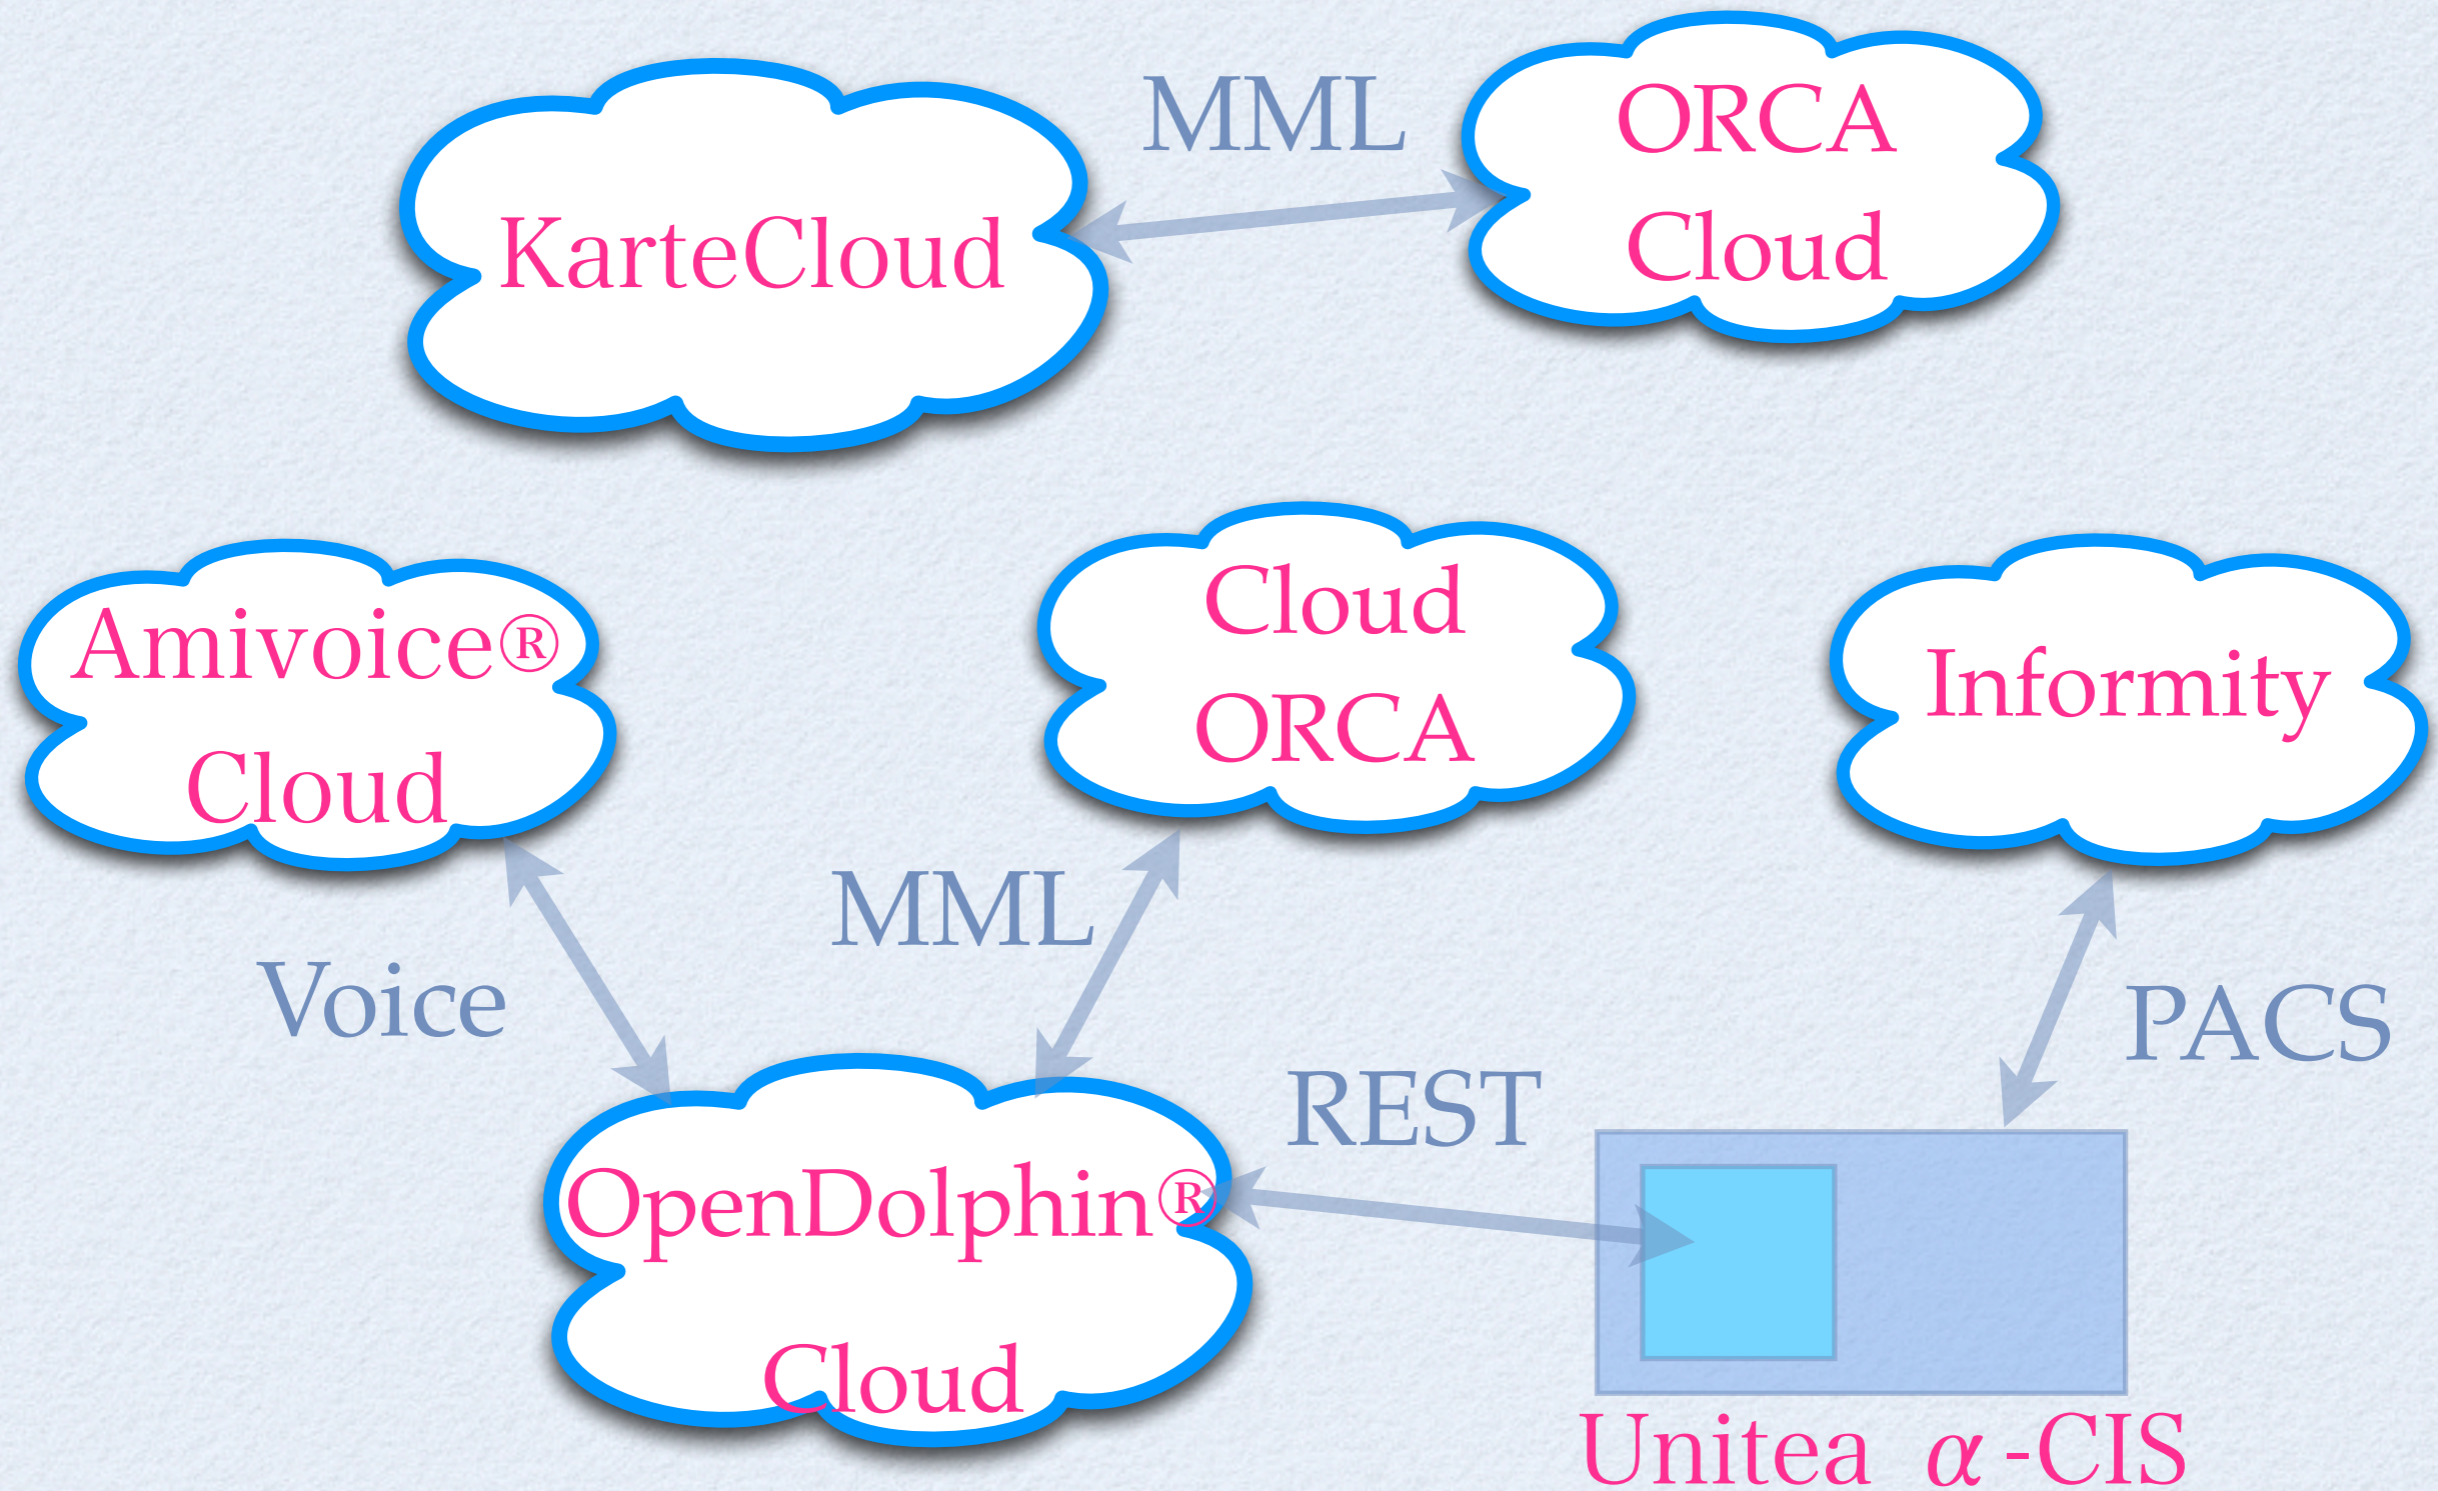 MML
ORCA
Cloud
KarteCloud
Amivoice®
Cloud
Cloud
ORCA
Informity
Voice
MML
PACS
REST
OpenDolphin®
Cloud
Unitea α-CIS